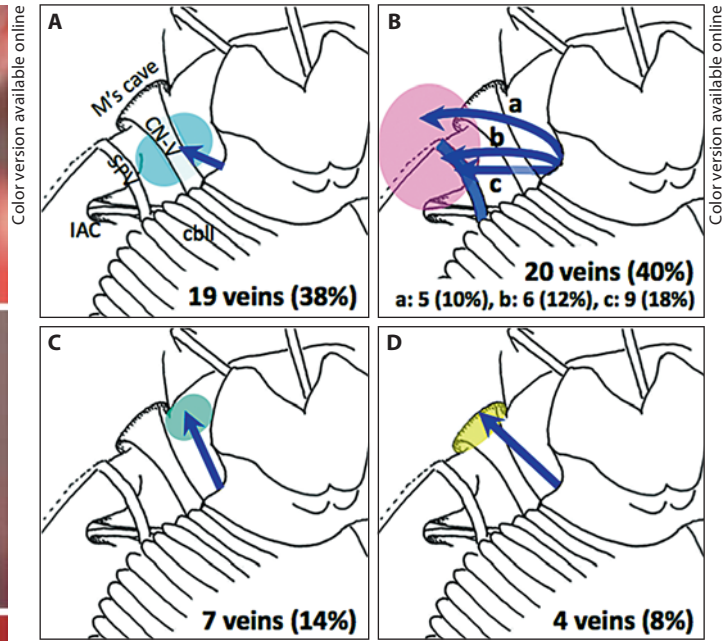 Color version available online
A
M's cave
CN-V
SPV
IAC
cbll
19 veins (38%)
B
a
b
c
20 veins (40%)
a: 5 (10%), b: 6 (12%), c: 9 (18%)
Color version available online
C
7 veins (14%)
D
4 veins (8%)